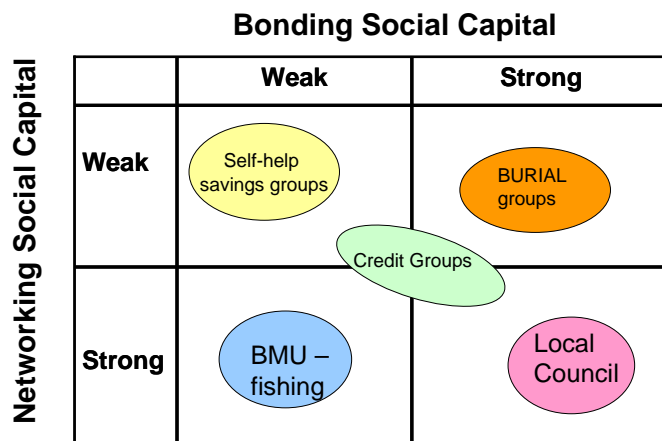 Bonding Social Capital
Networking Social Capital
Weak
Strong
Weak
Self-help
savings groups
BURIAL
groups
Credit Groups
Strong
BMU –
fishing
Local
Council